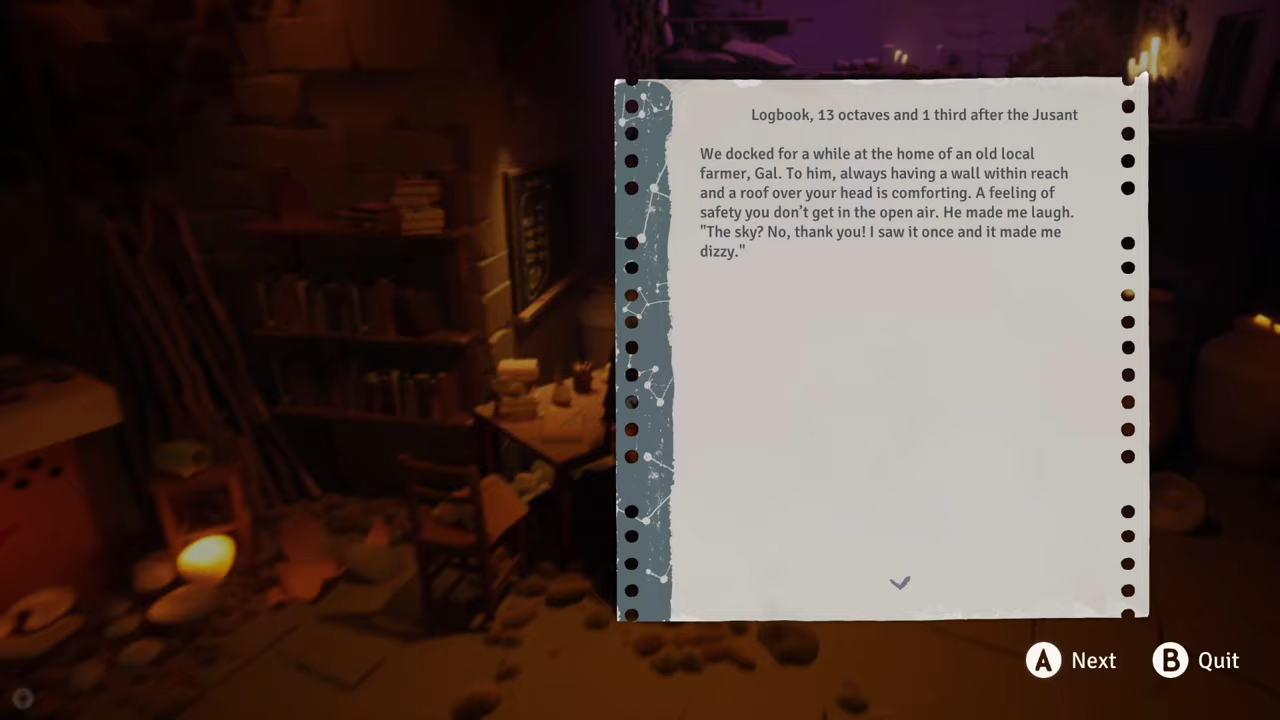 Logbook, 13 octaves and 1 third after the Jusant
We docked for a while at the home of an old local
farmer, Gal. To him, always having a wall within reach
and a roof over your head is comforting. A feeling of
safety you don’t get in the open air. He made me laugh.
"The sky? No, thank you! I saw it once and it made me
dizzy."
A Next B Quit